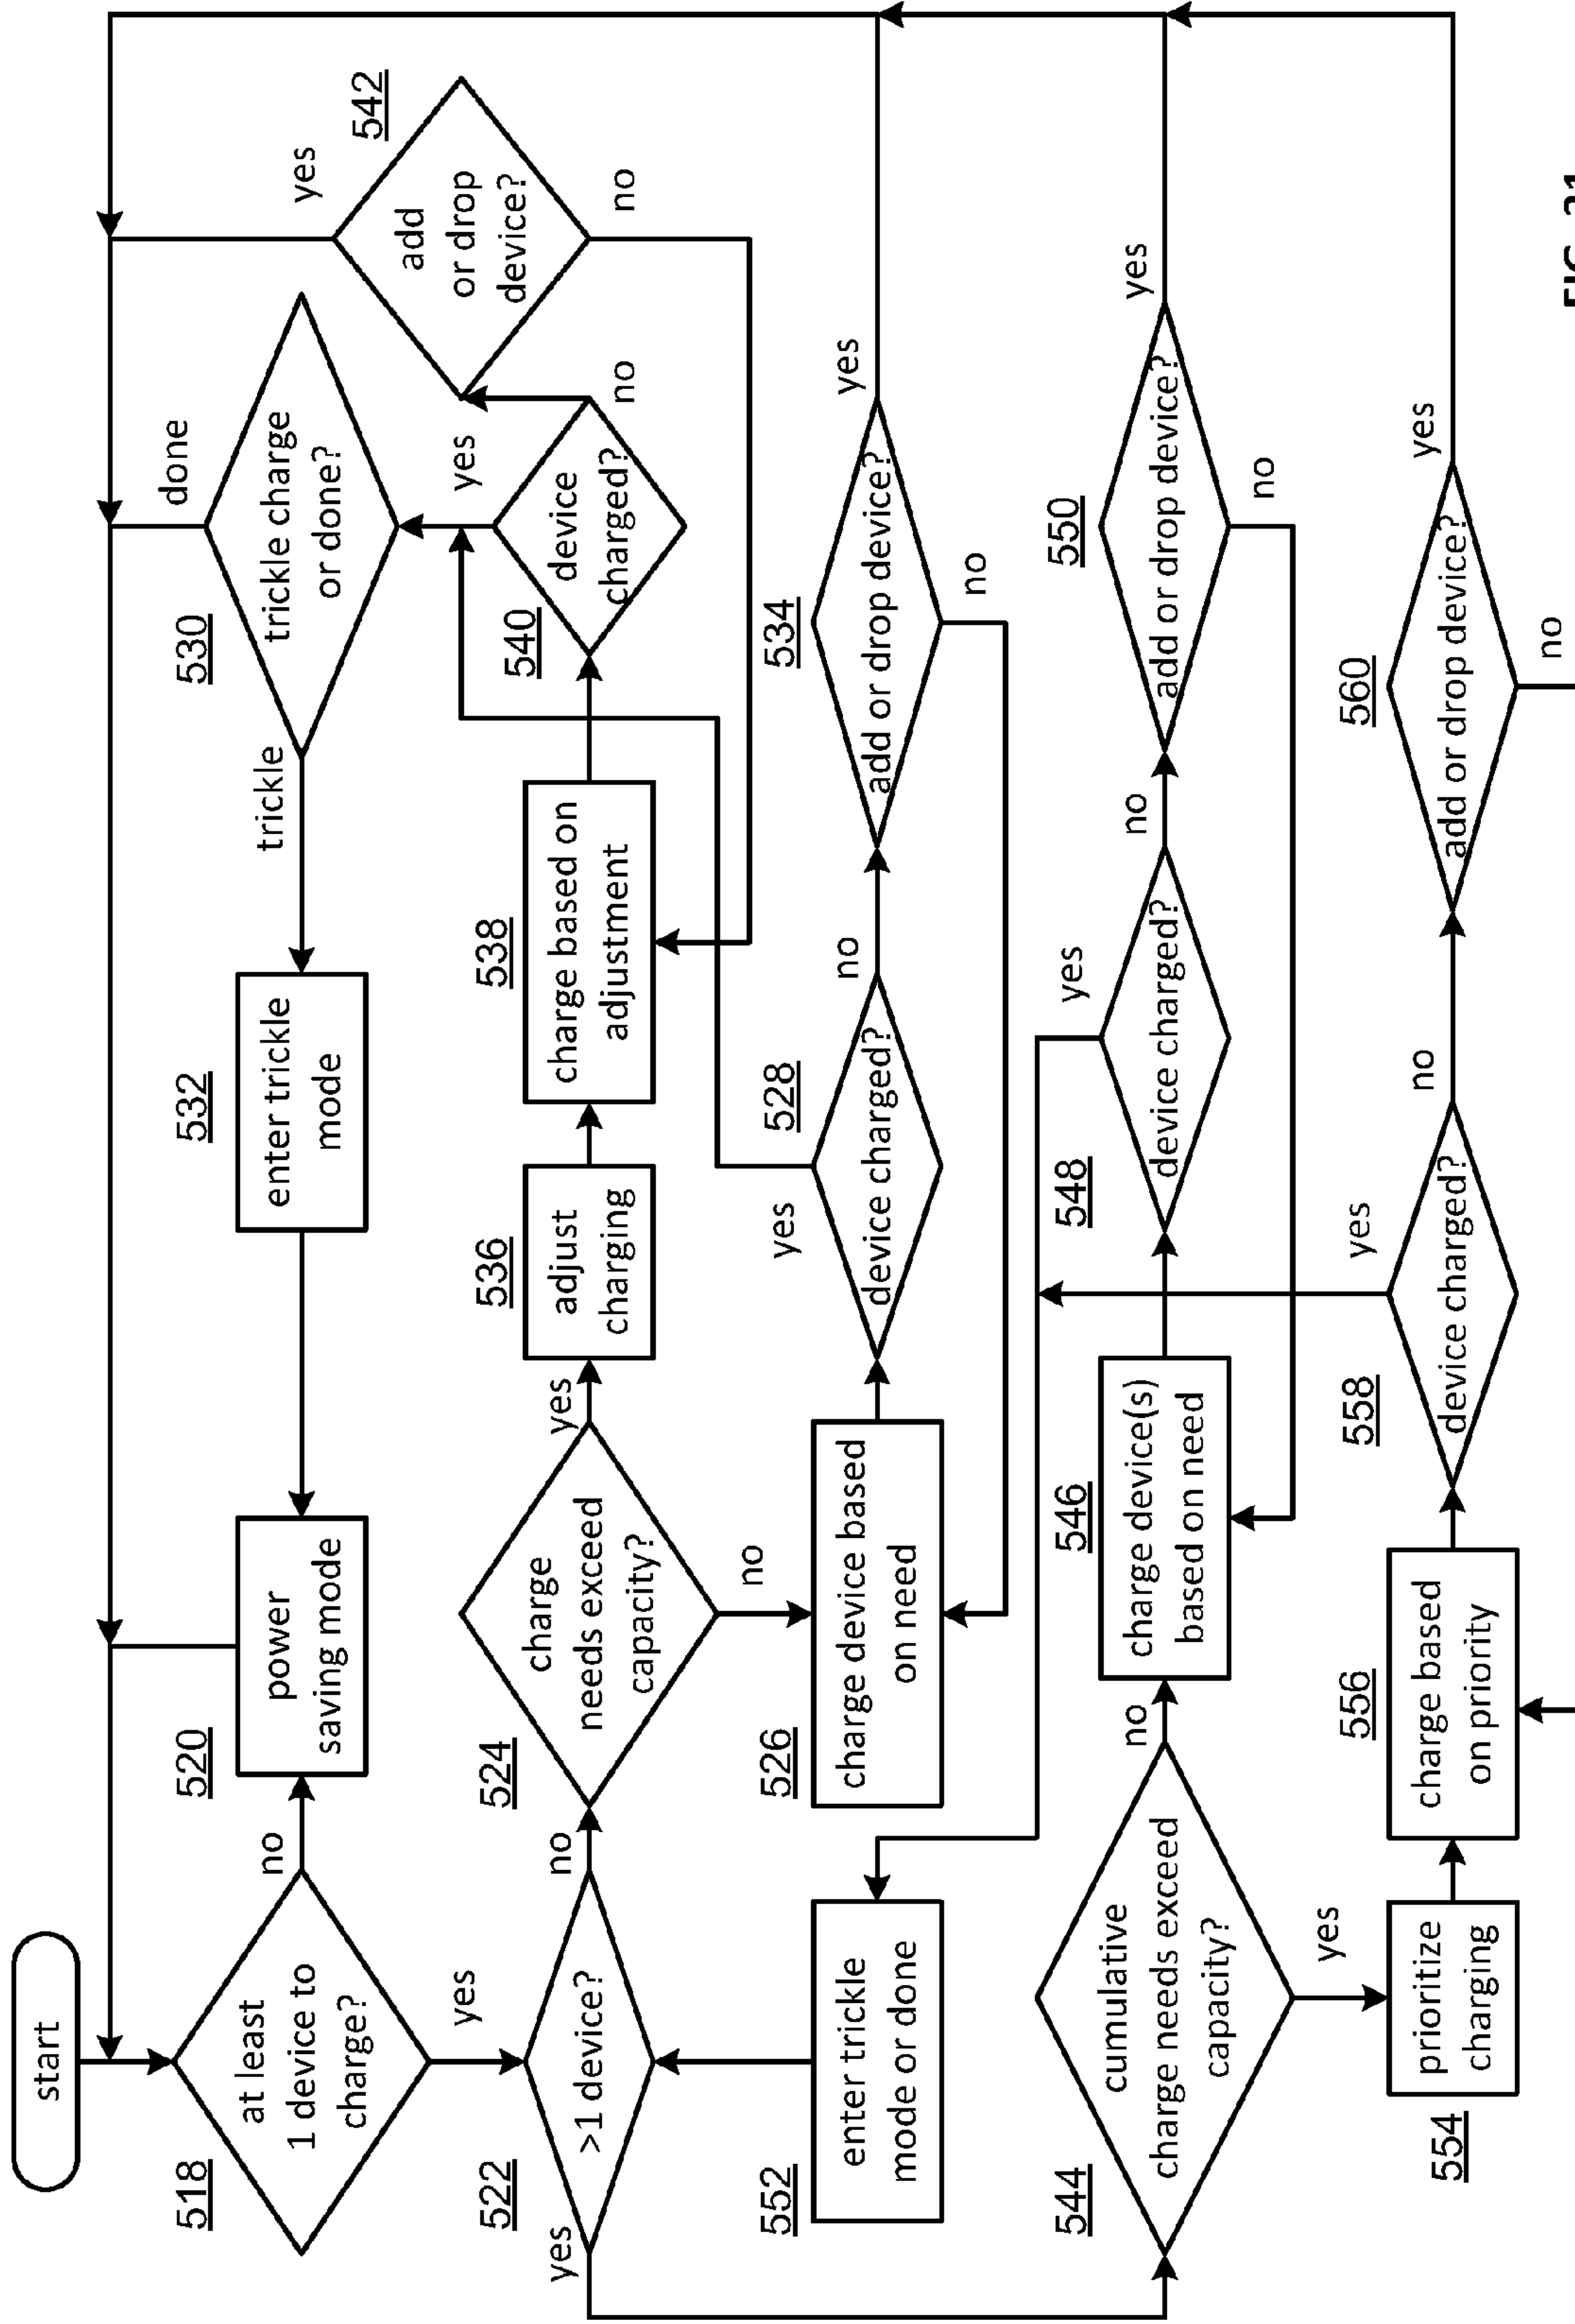 start
518
at least
1 device to
charge?
no
yes
520
power
saving mode
532
enter trickle
mode
trickle
530
trickle charge
or done?
done
yes
542
add
or drop
device?
no
522
>1 device?
yes
no
524
charge
needs exceed
capacity?
yes
no
536
adjust
charging
538
charge based on
adjustment
540
device
charged?
yes
no
552
enter trickle
mode or done
526
charge device based
on need
528
device charged?
yes
no
534
add or drop device?
yes
no
544
cumulative
charge needs exceed
capacity?
no
yes
546
charge device(s)
based on need
548
device charged?
yes
no
550
add or drop device?
yes
no
554
prioritize
charging
556
charge based
on priority
558
device charged?
yes
no
560
add or drop device?
yes
no
FIG.